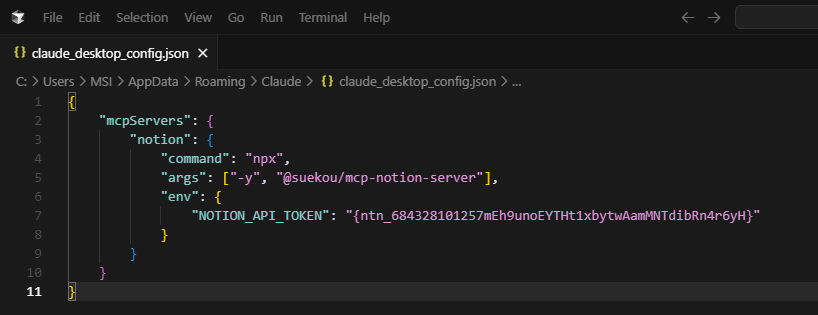 File Edit Selection View Go Run Terminal Help
{} claude_desktop_config.json ×
C: > Users > MSI > AppData > Roaming > Claude > {} claude_desktop_config.json > ...
1 {
2 "mcpServers": {
3 "notion": {
4 "command": "npx",
5 "args": ["-y", "@suekou/mcp-notion-server"],
6 "env": {
7 "NOTION_API_TOKEN": "{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}"
8 }
9 }
10 }
11 }